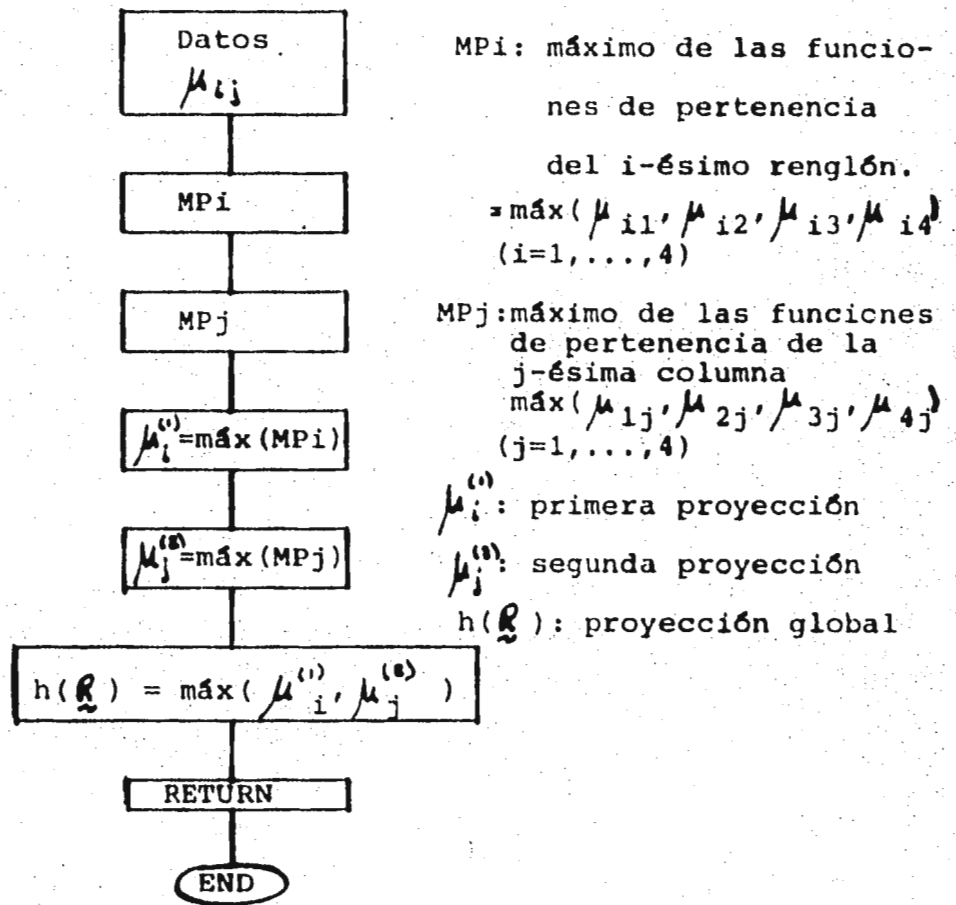 Datos
μij
MPi
MPj
μi(1)=máx(MPi)
μj(2)=máx(MPj)
h(R) = máx(μi(1), μj(2))
RETURN
END
MPi: máximo de las funcio-
nes de pertenencia
del i-ésimo renglón.
=máx(μi1, μi2, μi3, μi4)
(i=1,...,4)
MPj:máximo de las funcicnes
de pertenencia de la
j-ésima columna
máx(μ1j, μ2j, μ3j, μ4j)
(j=1,...,4)
μi(1): primera proyección
μj(2): segunda proyección
h(R): proyección global